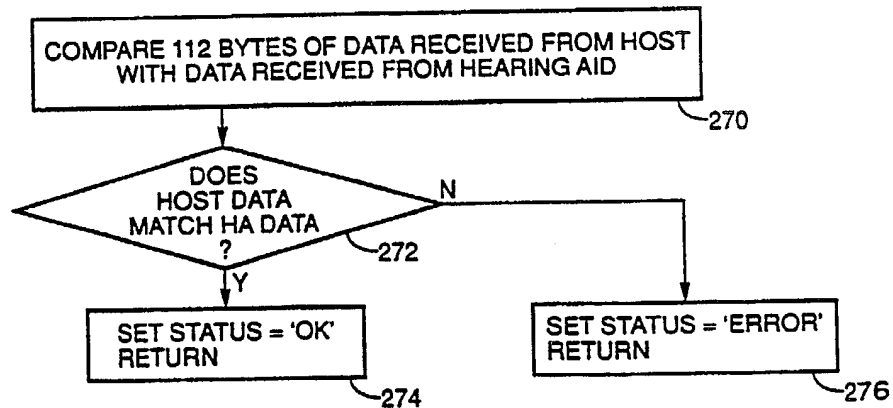 COMPARE 112 BYTES OF DATA RECEIVED FROM HOST
WITH DATA RECEIVED FROM HEARING AID
270
DOES
HOST DATA
MATCH HA DATA
?
N
272
Y
SET STATUS = 'OK'
RETURN
274
SET STATUS = 'ERROR'
RETURN
276